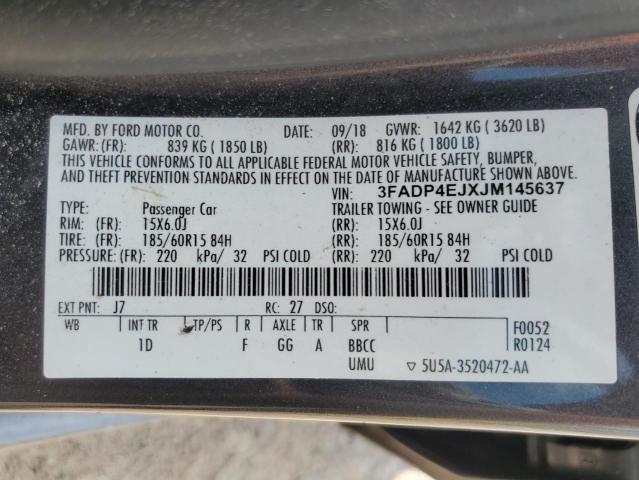 MFD. BY FORD MOTOR CO. DATE: 09/18 GVWR: 1642 KG ( 3620 LB)
GAWR: (FR): 839 KG ( 1850 LB) (RR): 816 KG ( 1800 LB)
THIS VEHICLE CONFORMS TO ALL APPLICABLE FEDERAL MOTOR VEHICLE SAFETY, BUMPER,
AND THEFT PREVENTION STANDARDS IN EFFECT ON THE DATE OF MANUFACTURE SHOWN ABOVE.
VIN: 3FADP4EJXJM145637
TYPE: Passenger Car TRAILER TOWING - SEE OWNER GUIDE
RIM: (FR): 15X6.0J (RR): 15X6.0J
TIRE: (FR): 185/60R15 84H (RR): 185/60R15 84H
PRESSURE: (FR): 220 kPa/ 32 PSI COLD (RR): 220 kPa/ 32 PSI COLD
EXT PNT: J7 RC: 27 DSO:
WB INT TR TP/PS R AXLE TR SPR F0052
1D F GG A BBCC R0124
UMU ▽ 5U5A-3520472-AA